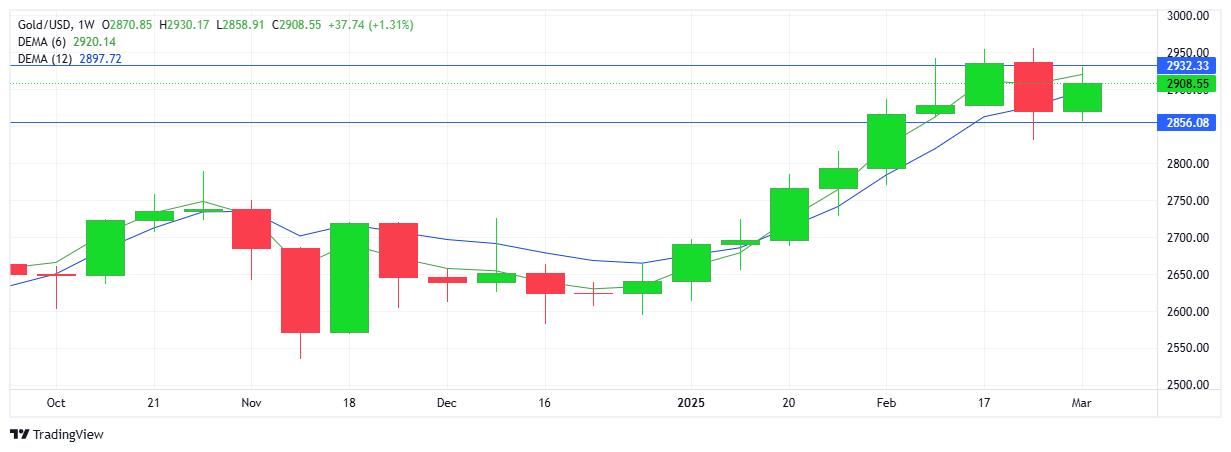 Gold/USD, 1W O2870.85 H2930.17 L2858.91 C2908.55 +37.74 (+1.31%)
DEMA (6) 2920.14
DEMA (12) 2897.72
3000.00
2950.00
2932.33
2908.55
2900.00
2856.08
2800.00
2750.00
2700.00
2650.00
2600.00
2550.00
2500.00
Oct 21 Nov 18 Dec 16 2025 20 Feb 17 Mar
TradingView